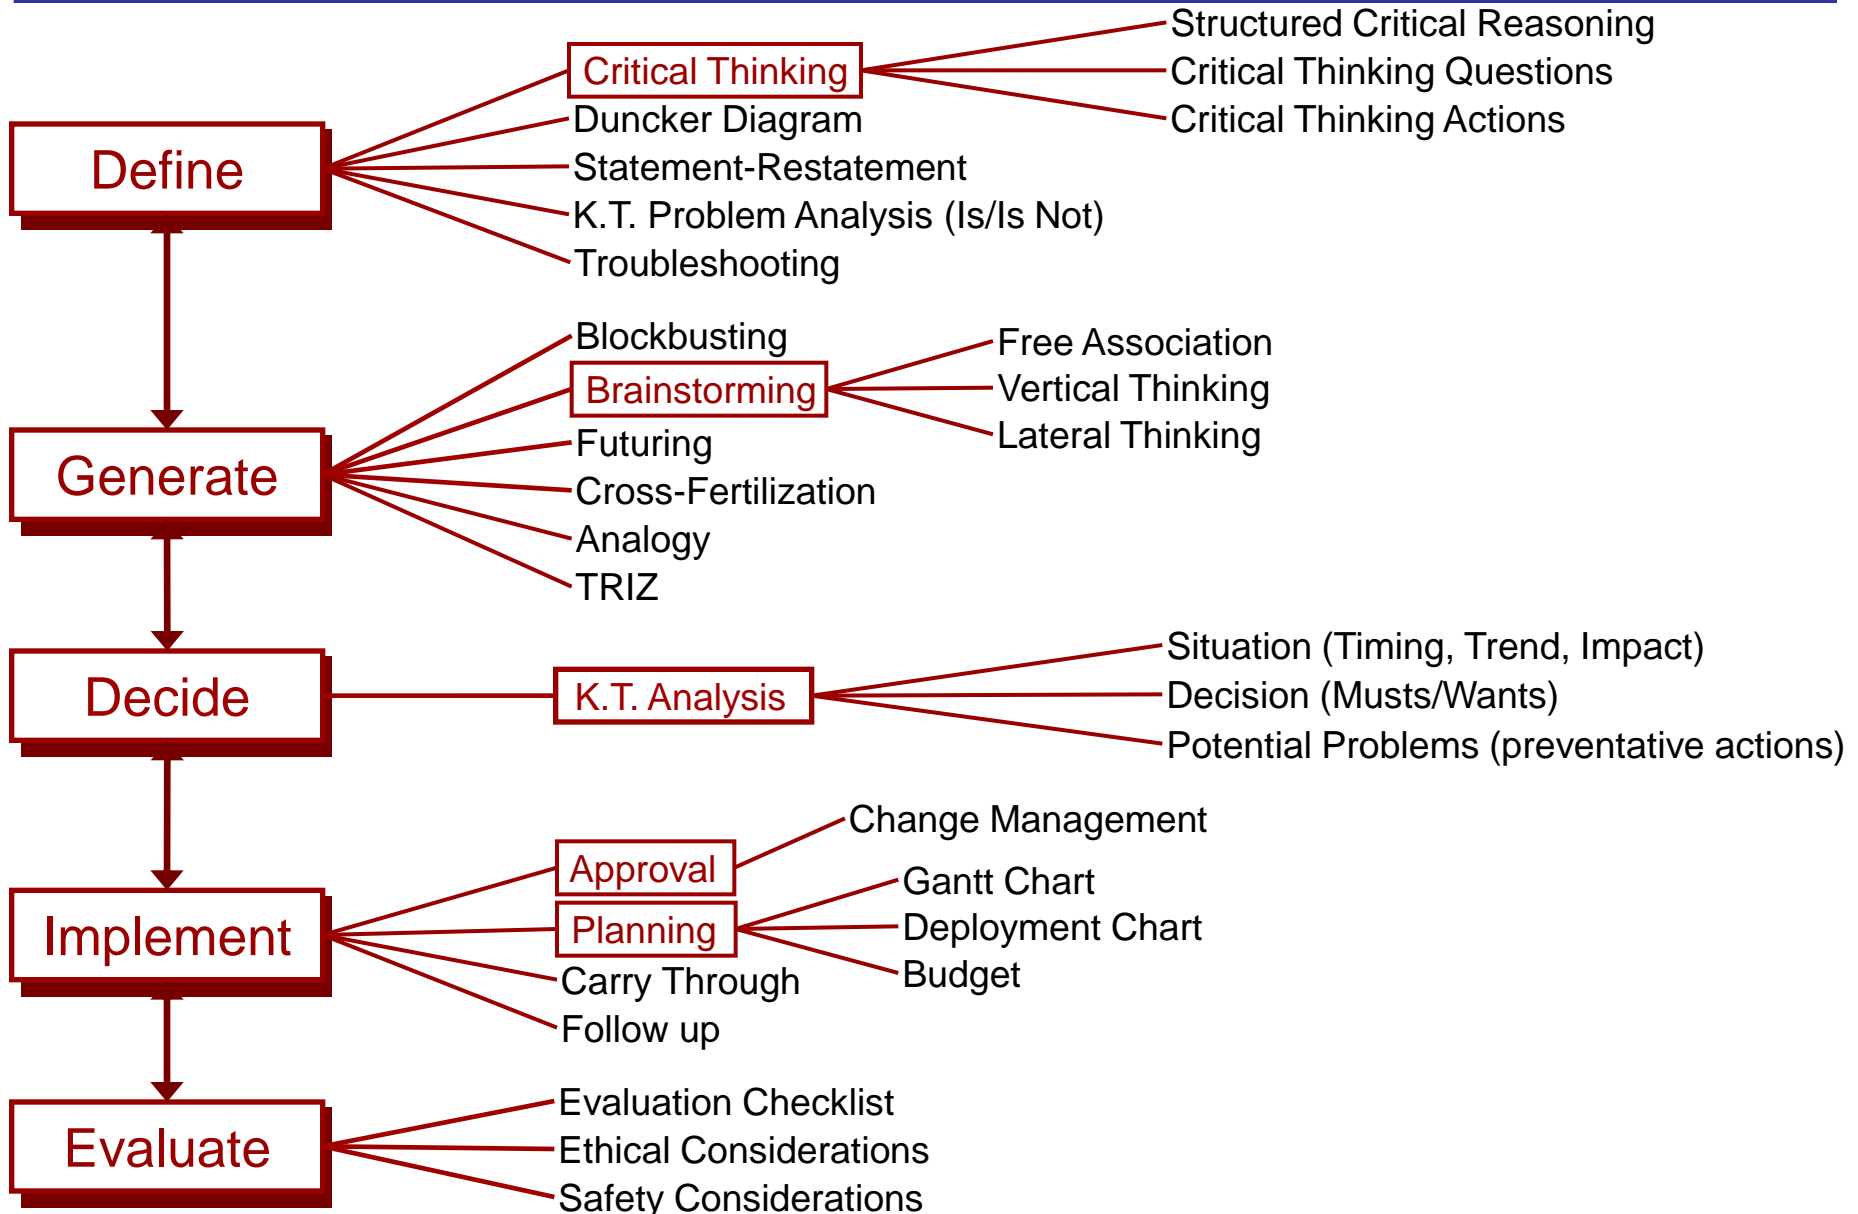 Define
Critical Thinking
Structured Critical Reasoning
Critical Thinking Questions
Critical Thinking Actions
Duncker Diagram
Statement-Restatement
K.T. Problem Analysis (Is/Is Not)
Troubleshooting
Generate
Blockbusting
Brainstorming
Free Association
Vertical Thinking
Lateral Thinking
Futuring
Cross-Fertilization
Analogy
TRIZ
Decide
K.T. Analysis
Situation (Timing, Trend, Impact)
Decision (Musts/Wants)
Potential Problems (preventative actions)
Implement
Approval
Change Management
Planning
Gantt Chart
Deployment Chart
Budget
Carry Through
Follow up
Evaluate
Evaluation Checklist
Ethical Considerations
Safety Considerations